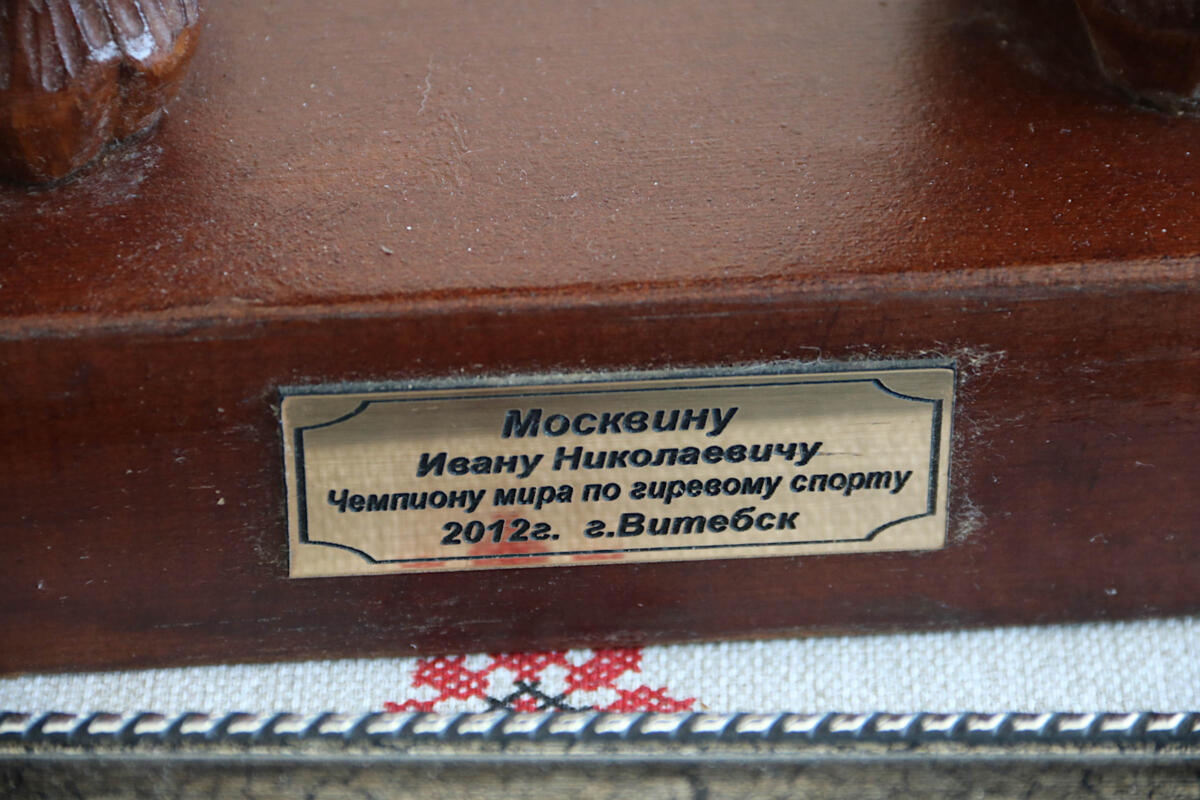 Москвину
Ивану Николаевичу
Чемпиону мира по гиревому спорту
2012г. г.Витебск